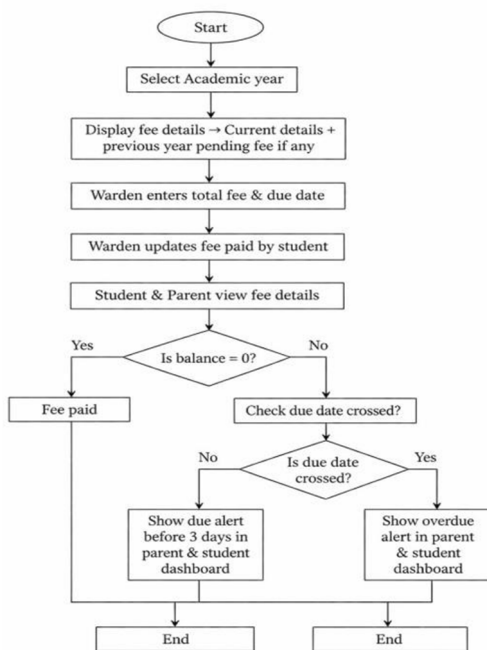 Start
Select Academic year
Display fee details → Current details +
previous year pending fee if any
Warden enters total fee & due date
Warden updates fee paid by student
Student & Parent view fee details
Is balance = 0?
Yes
No
Fee paid
Check due date crossed?
Is due date
crossed?
No
Yes
Show due alert
before 3 days in
parent & student
dashboard
Show overdue
alert in parent
& student
dashboard
End
End